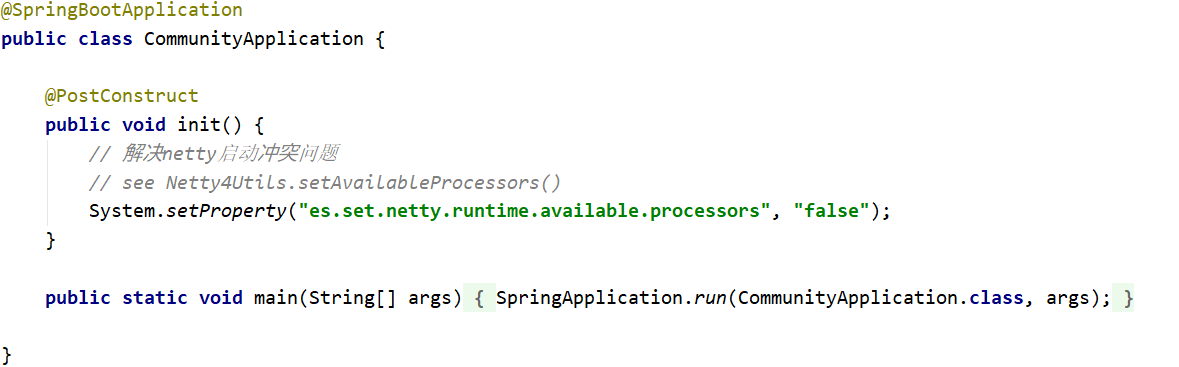 @SpringBootApplication
public class CommunityApplication {
@PostConstruct
public void init() {
// 解决netty启动冲突问题
// see Netty4Utils.setAvailableProcessors()
System.setProperty("es.set.netty.runtime.available.processors", "false");
}
public static void main(String[] args) { SpringApplication.run(CommunityApplication.class, args); }
}